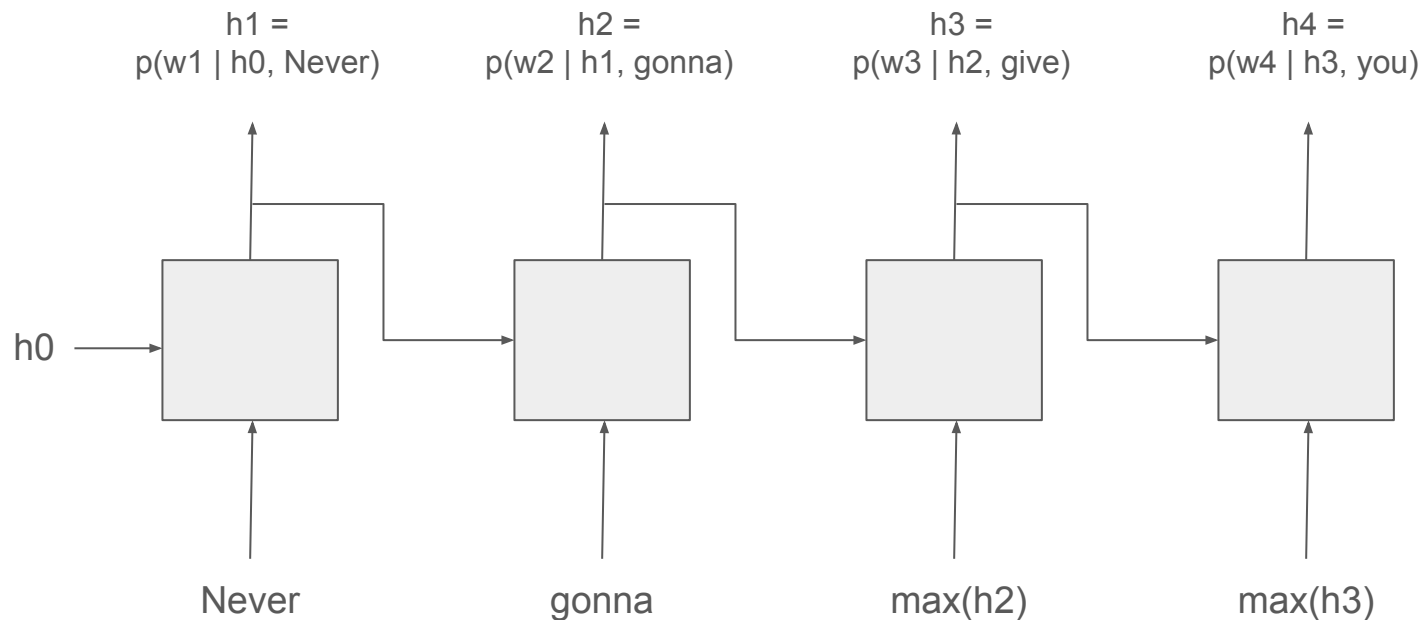 h1 =
p(w1 | h0, Never)
h2 =
p(w2 | h1, gonna)
h3 =
p(w3 | h2, give)
h4 =
p(w4 | h3, you)
h0
Never
gonna
max(h2)
max(h3)